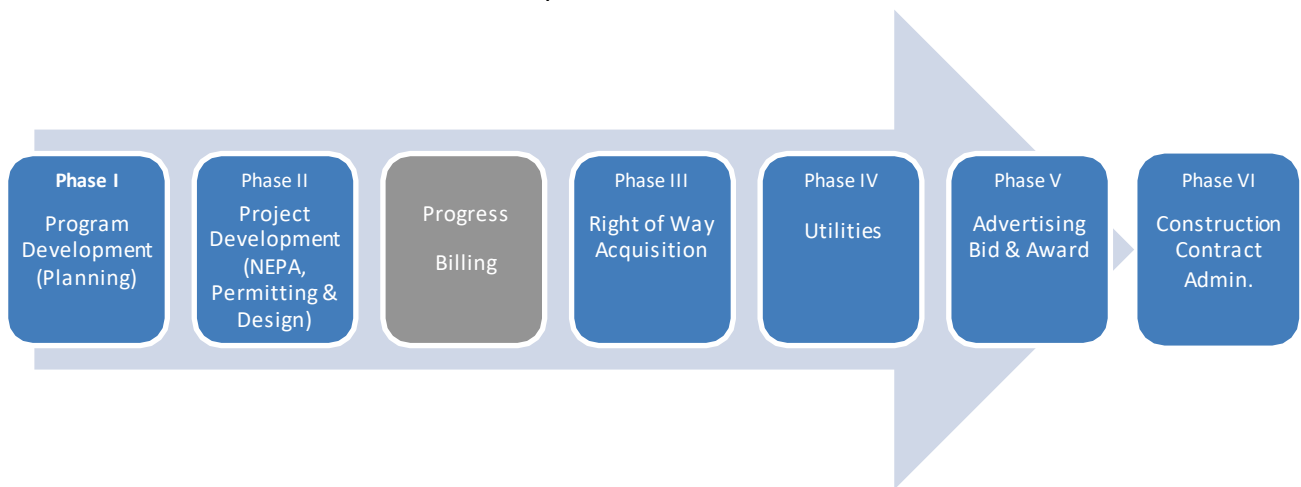 Phase I
Program
Development
(Planning)
Phase II
Project
Development
(NEPA,
Permitting &
Design)
Progress
Billing
Phase III
Right of Way
Acquisition
Phase IV
Utilities
Phase V
Advertising
Bid & Award
Phase VI
Construction
Contract
Admin.